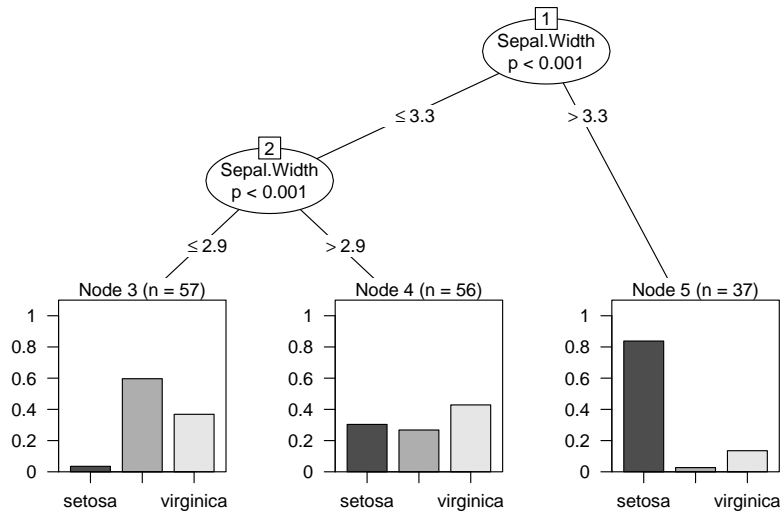 1
Sepal.Width
p < 0.001
≤ 3.3
> 3.3
2
Sepal.Width
p < 0.001
≤ 2.9
> 2.9
Node 3 (n = 57)
1
0.8
0.6
0.4
0.2
0
setosa virginica
Node 4 (n = 56)
1
0.8
0.6
0.4
0.2
0
setosa virginica
Node 5 (n = 37)
1
0.8
0.6
0.4
0.2
0
setosa virginica